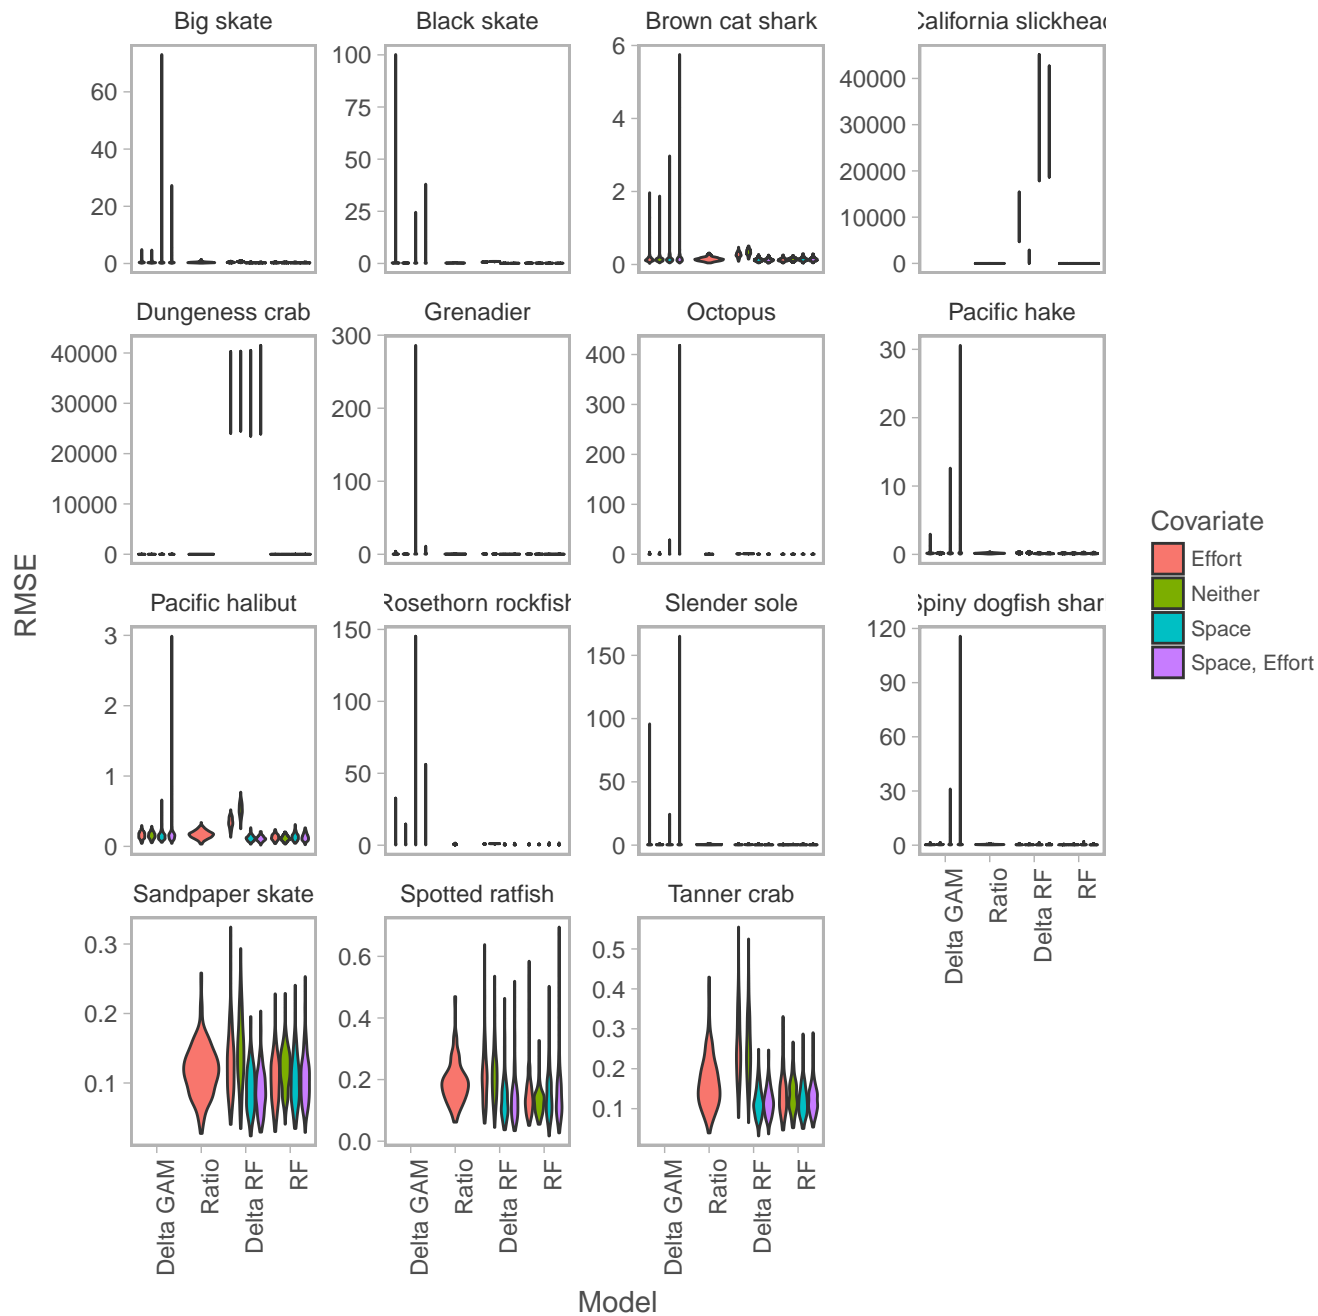 Big skate
Black skate
Brown cat shark
California slickhead
60
40
20
0
100
75
50
25
0
6
4
2
0
40000
30000
20000
10000
0
Dungeness crab
Grenadier
Octopus
Pacific hake
40000
30000
20000
10000
0
300
200
100
0
400
300
200
100
0
30
20
10
0
Pacific halibut
Rosethorn rockfish
Slender sole
Spiny dogfish shar
3
2
1
0
150
100
50
0
150
100
50
0
120
90
60
30
0
Delta GAM
Ratio
Delta RF
RF
Sandpaper skate
Spotted ratfish
Tanner crab
0.3
0.2
0.1
0.6
0.4
0.2
0.0
0.5
0.4
0.3
0.2
0.1
Delta GAM
Ratio
Delta RF
RF
Delta GAM
Ratio
Delta RF
RF
Delta GAM
Ratio
Delta RF
RF
RMSE
Model
Covariate
Effort
Neither
Space
Space, Effort